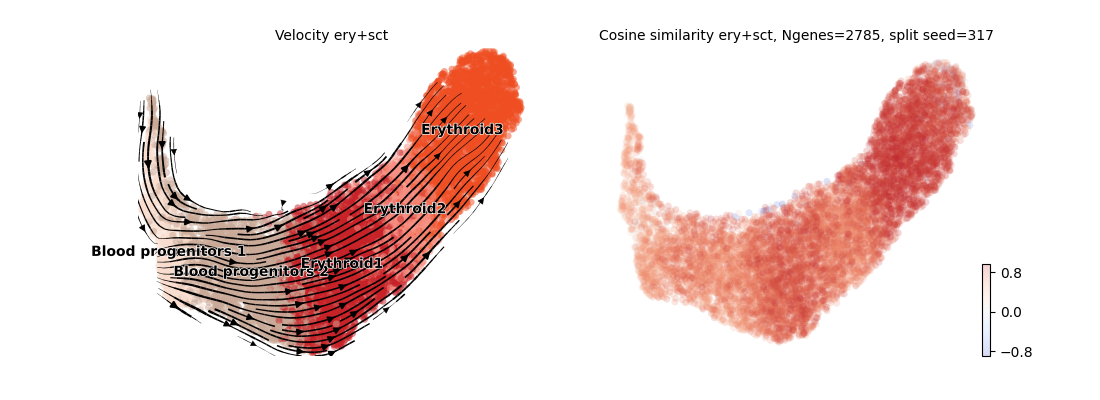 Velocity ery+sct
Cosine similarity ery+sct, Ngenes=2785, split seed=317
Erythroid3
Erythroid2
Blood progenitors 1
Erythroid1
Blood progenitors 2
0.8
0.0
−0.8